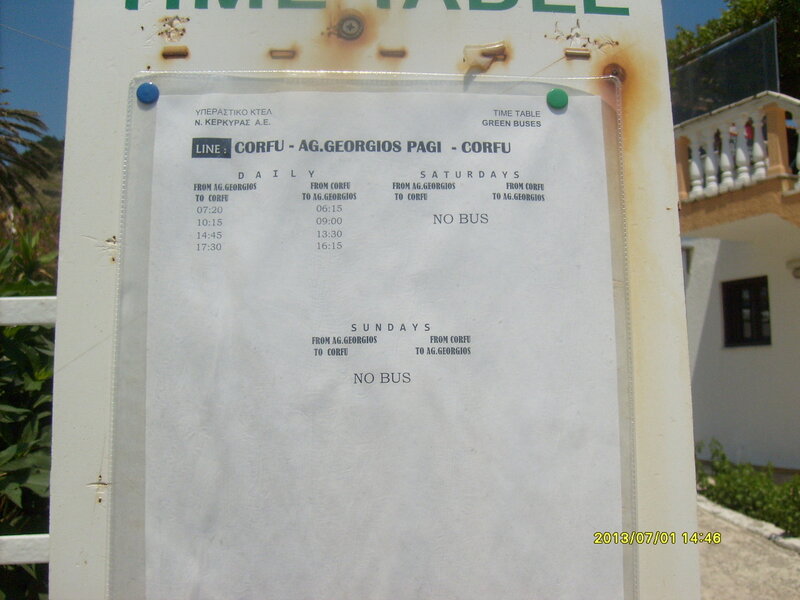 TIME TABLE
ΥΠΕΡΑΣΤΙΚΟ ΚΤΕΛ
Ν. ΚΕΡΚΥΡΑΣ Α.Ε.
TIME TABLE
GREEN BUSES
LINE : CORFU - AG.GEORGIOS PAGI - CORFU
DAILY
FROM AG.GEORGIOS FROM CORFU
TO CORFU TO AG.GEORGIOS
07:20 06:15
10:15 09:00
14:45 13:30
17:30 16:15
SATURDAYS
FROM AG.GEORGIOS FROM CORFU
TO CORFU TO AG.GEORGIOS
NO BUS
SUNDAYS
FROM AG.GEORGIOS FROM CORFU
TO CORFU TO AG.GEORGIOS
NO BUS
2013/07/01 14:46